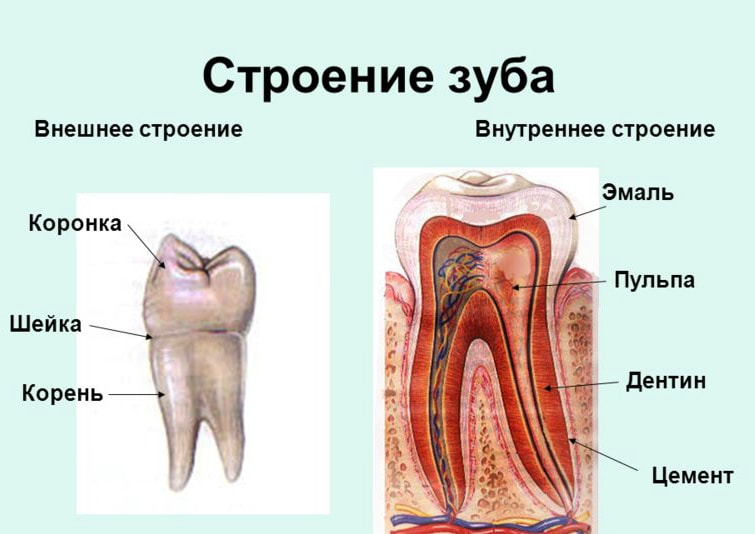 Строение зуба
Внешнее строение
Внутреннее строение
Коронка
Шейка
Корень
Эмаль
Пульпа
Дентин
Цемент